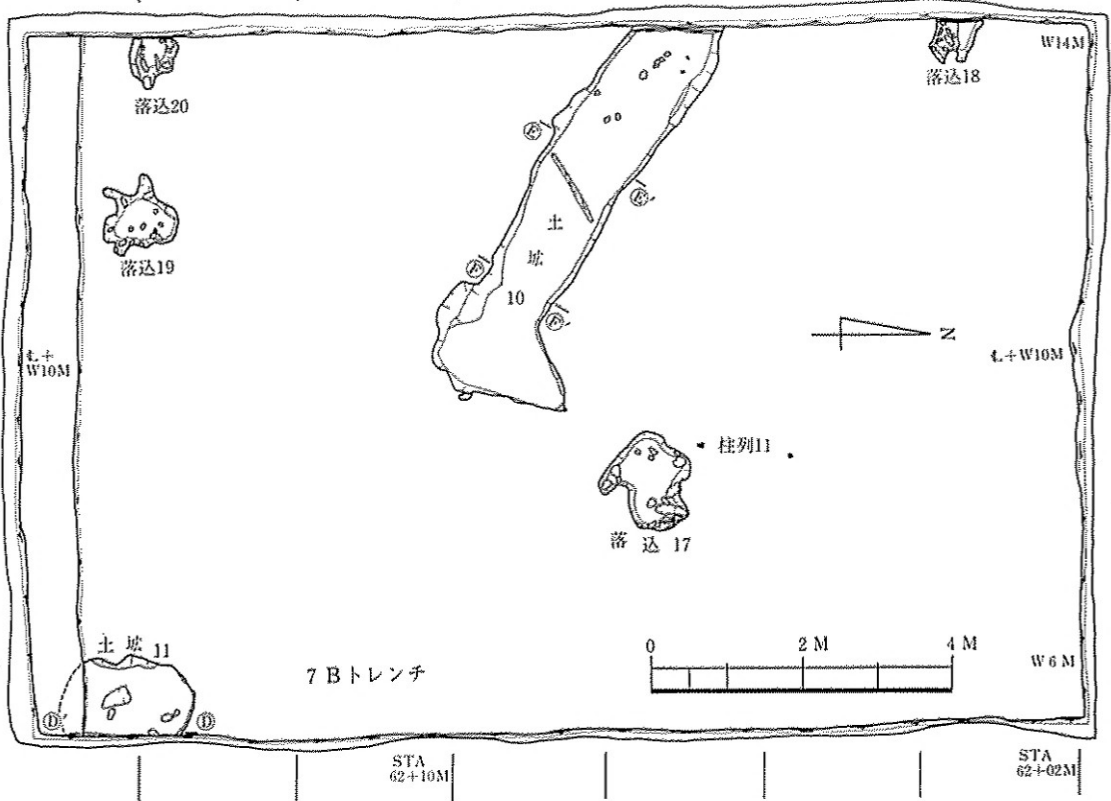 W14M
落込20
落込18
Ⓔ
Ⓔ'
土
落込19
Ⓕ
壙
10
Ⓕ'
N
℄+
W10M
℄+W10M
柱列11
落込 17
土壙 11
0 2M 4M
7Bトレンチ
W6M
Ⓓ'
Ⓓ
STA
62+10M
STA
62+02M